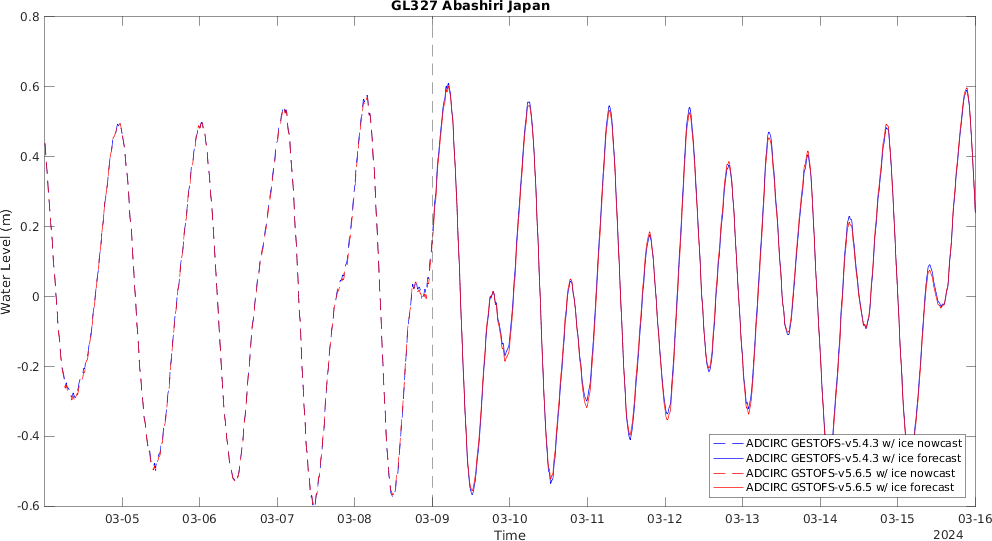 GL327 Abashiri Japan
0.8
0.6
0.4
0.2
0
-0.2
-0.4
-0.6
Water Level (m)
ADCIRC GESTOFS-v5.4.3 w/ ice nowcast
ADCIRC GESTOFS-v5.4.3 w/ ice forecast
ADCIRC GSTOFS-v5.6.5 w/ ice nowcast
ADCIRC GSTOFS-v5.6.5 w/ ice forecast
03-05 03-06 03-07 03-08 03-09 03-10 03-11 03-12 03-13 03-14 03-15 03-16
Time
2024